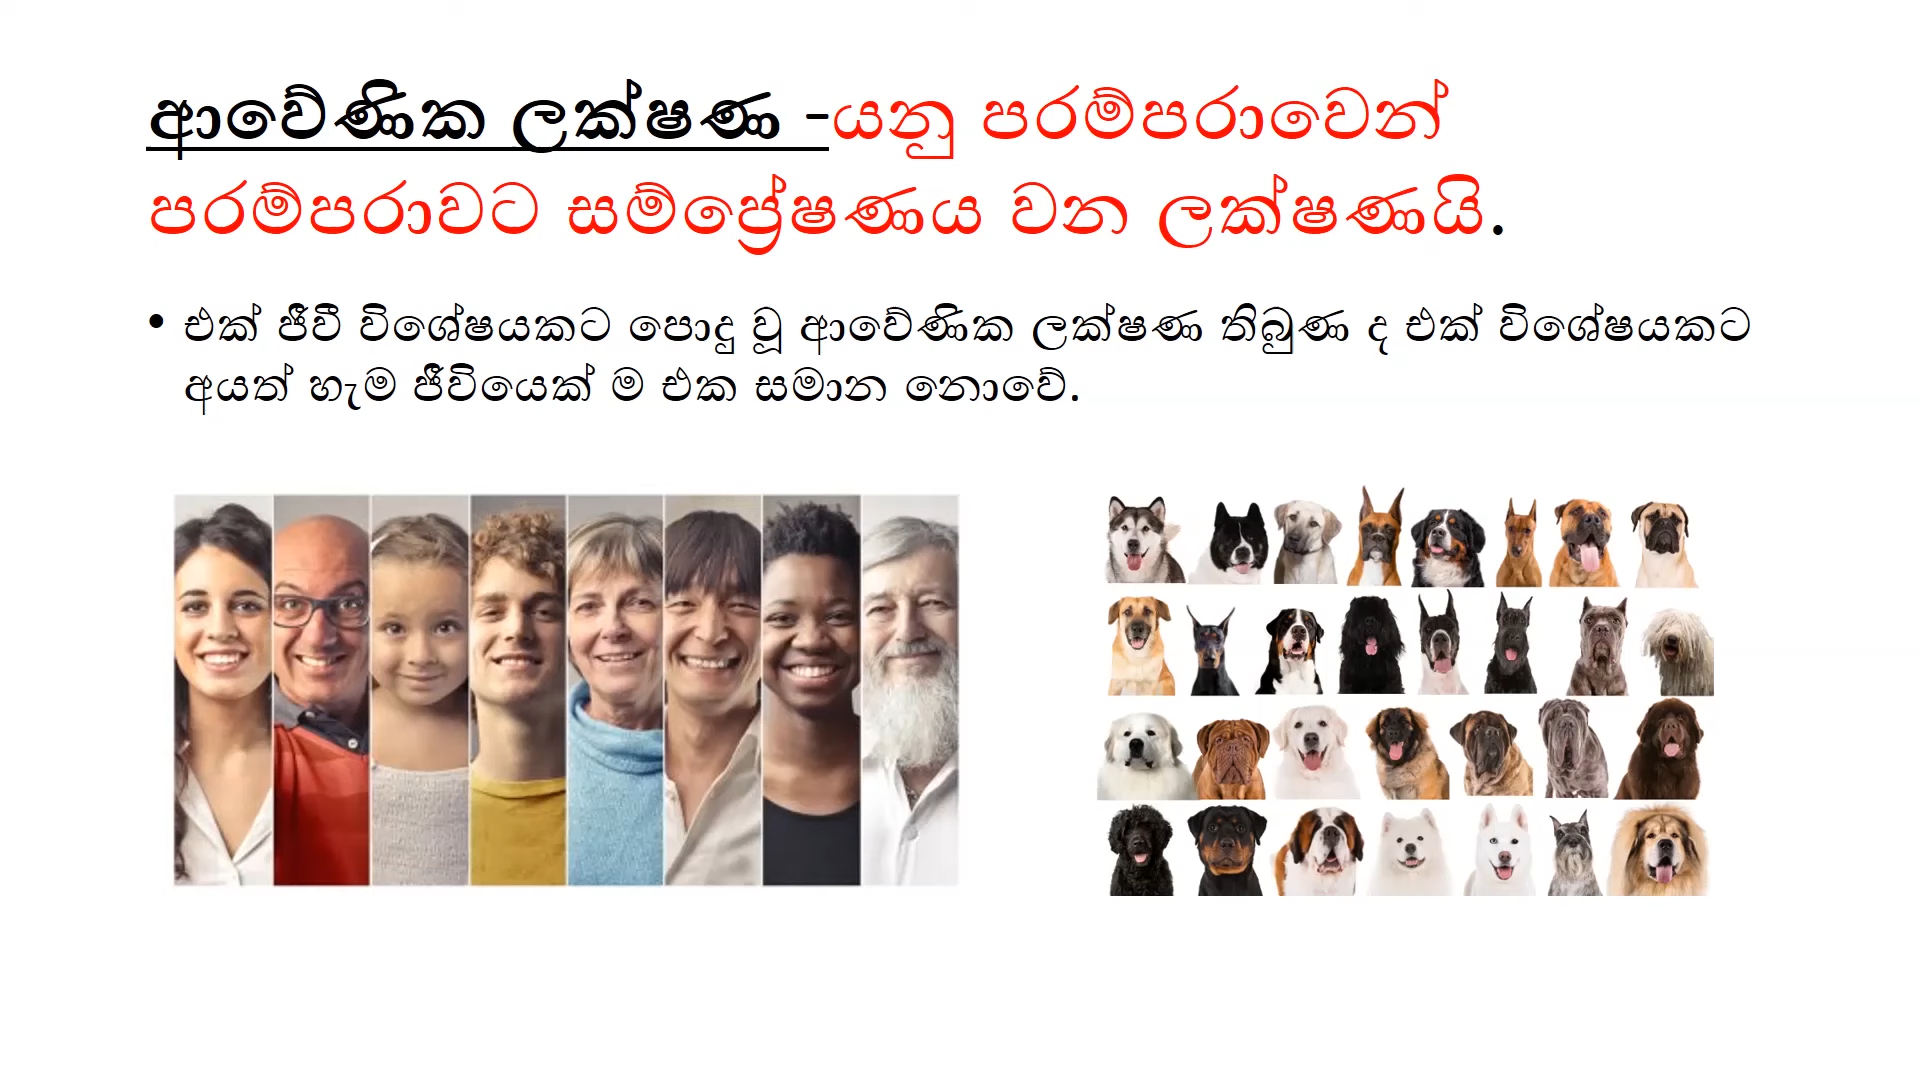 ආවේණික ලක්ෂණ -යනු පරම්පරාවෙන්
පරම්පරාවට සම්ප්‍රේෂණය වන ලක්ෂණයි.
• එක් ජීවී විශේෂයකට පොදු වූ ආවේණික ලක්ෂණ තිබුණ ද එක් විශේෂයකට
අයත් හැම ජීවියෙක් ම එක සමාන නොවේ.